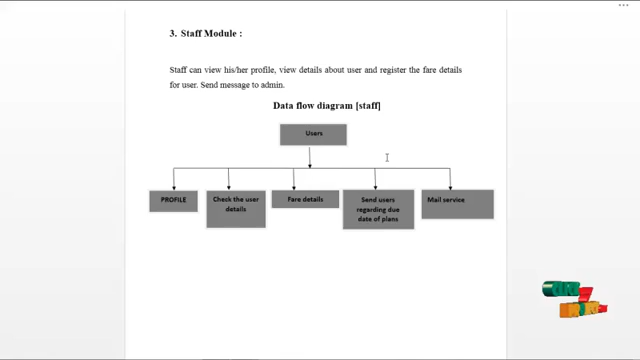 3. Staff Module :
Staff can view his/her profile, view details about user and register the fare details
for user. Send message to admin.
Data flow diagram [staff]
Users
PROFILE
Check the user
details
Fare details
Send users
regarding due
date of plans
Mail service